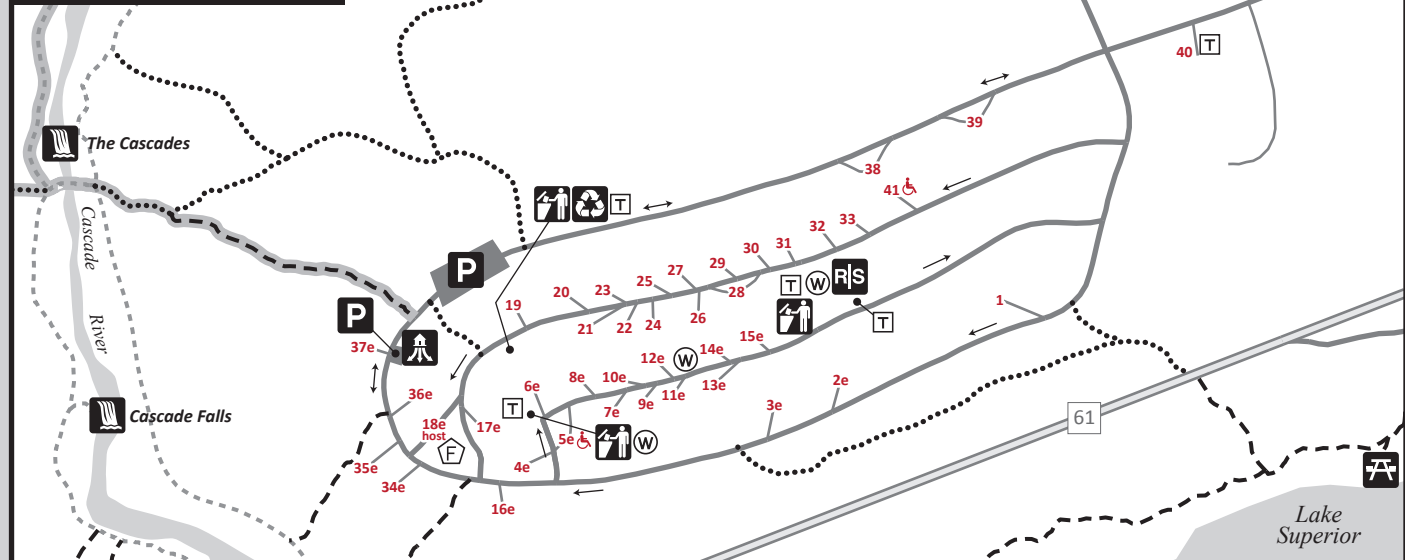 40 T
39
The Cascades
38
41
T
33
32
31
30
29
27
28
25
26
23
20
24
22
21
19
T W R|S
T
P
P
1
37e
15e
14e
W
12e
13e
11e
10e
9e
8e
7e
6e
2e
3e
36e
18e
host
F
17e
T
5e
W
4e
35e
34e
16e
Cascade
River
Cascade Falls
61
Lake
Superior